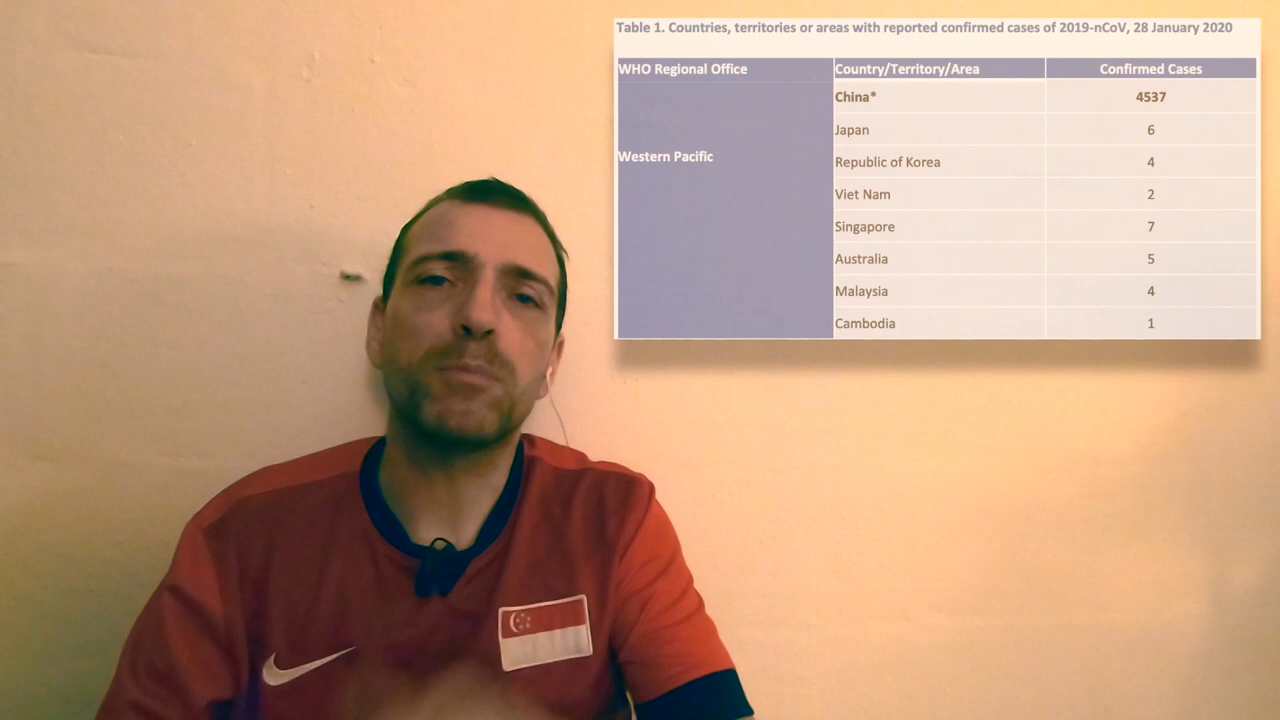 Table 1. Countries, territories or areas with reported confirmed cases of 2019-nCoV, 28 January 2020
WHO Regional Office Country/Territory/Area Confirmed Cases
China* 4537
Japan 6
Western Pacific
Republic of Korea 4
Viet Nam 2
Singapore 7
Australia 5
Malaysia 4
Cambodia 1